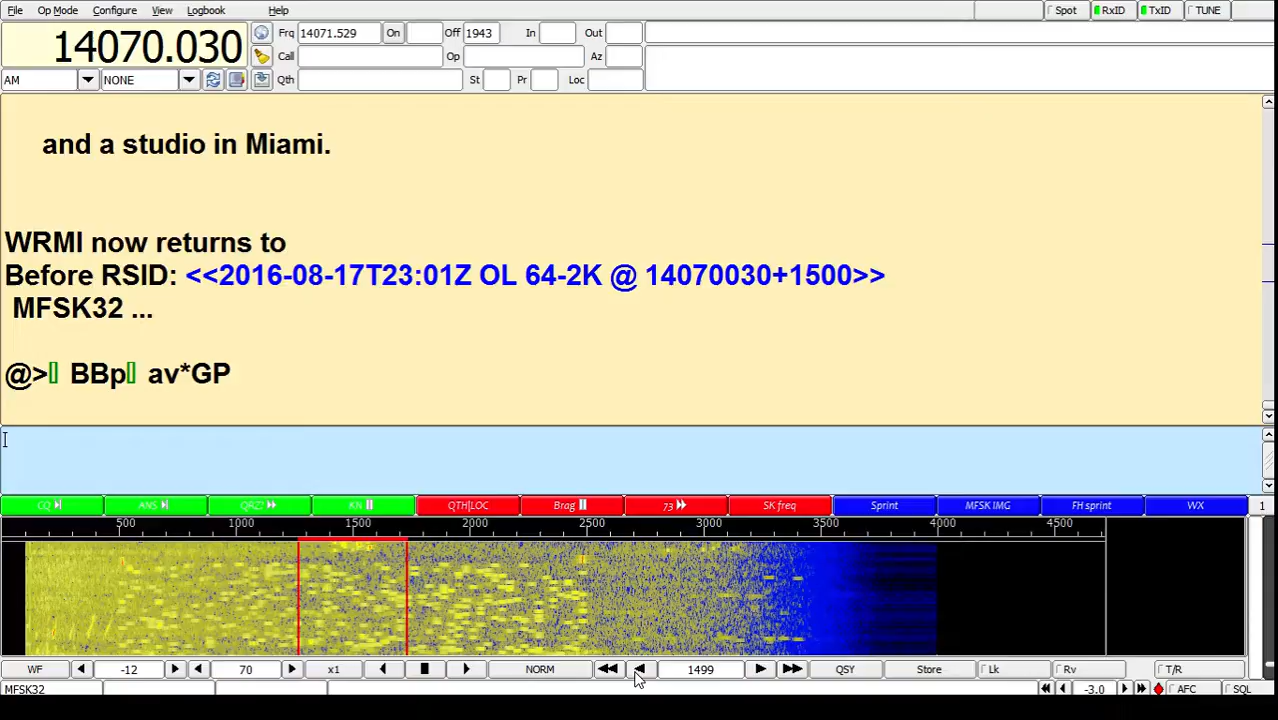 File Op Mode Configure View Logbook Help Spot RxID TxID TUNE
14070.030 Frq 14071.529 On Off 1943 In Out
Call Op Az
AM NONE Qth St Pr Loc
and a studio in Miami.
WRMI now returns to
Before RSID: <<2016-08-17T23:01Z OL 64-2K @ 14070030+1500>>
MFSK32 ...
@> BBp av*GP
CQ ANS QRZ? KN QTH|LOC Brag 73 SK freq Sprint MFSK IMG FH sprint WX 1
500 1000 1500 2000 2500 3000 3500 4000 4500
WF -12 70 x1 NORM 1499 QSY Store Lk Rv T/R
MFSK32 -3.0 AFC SQL